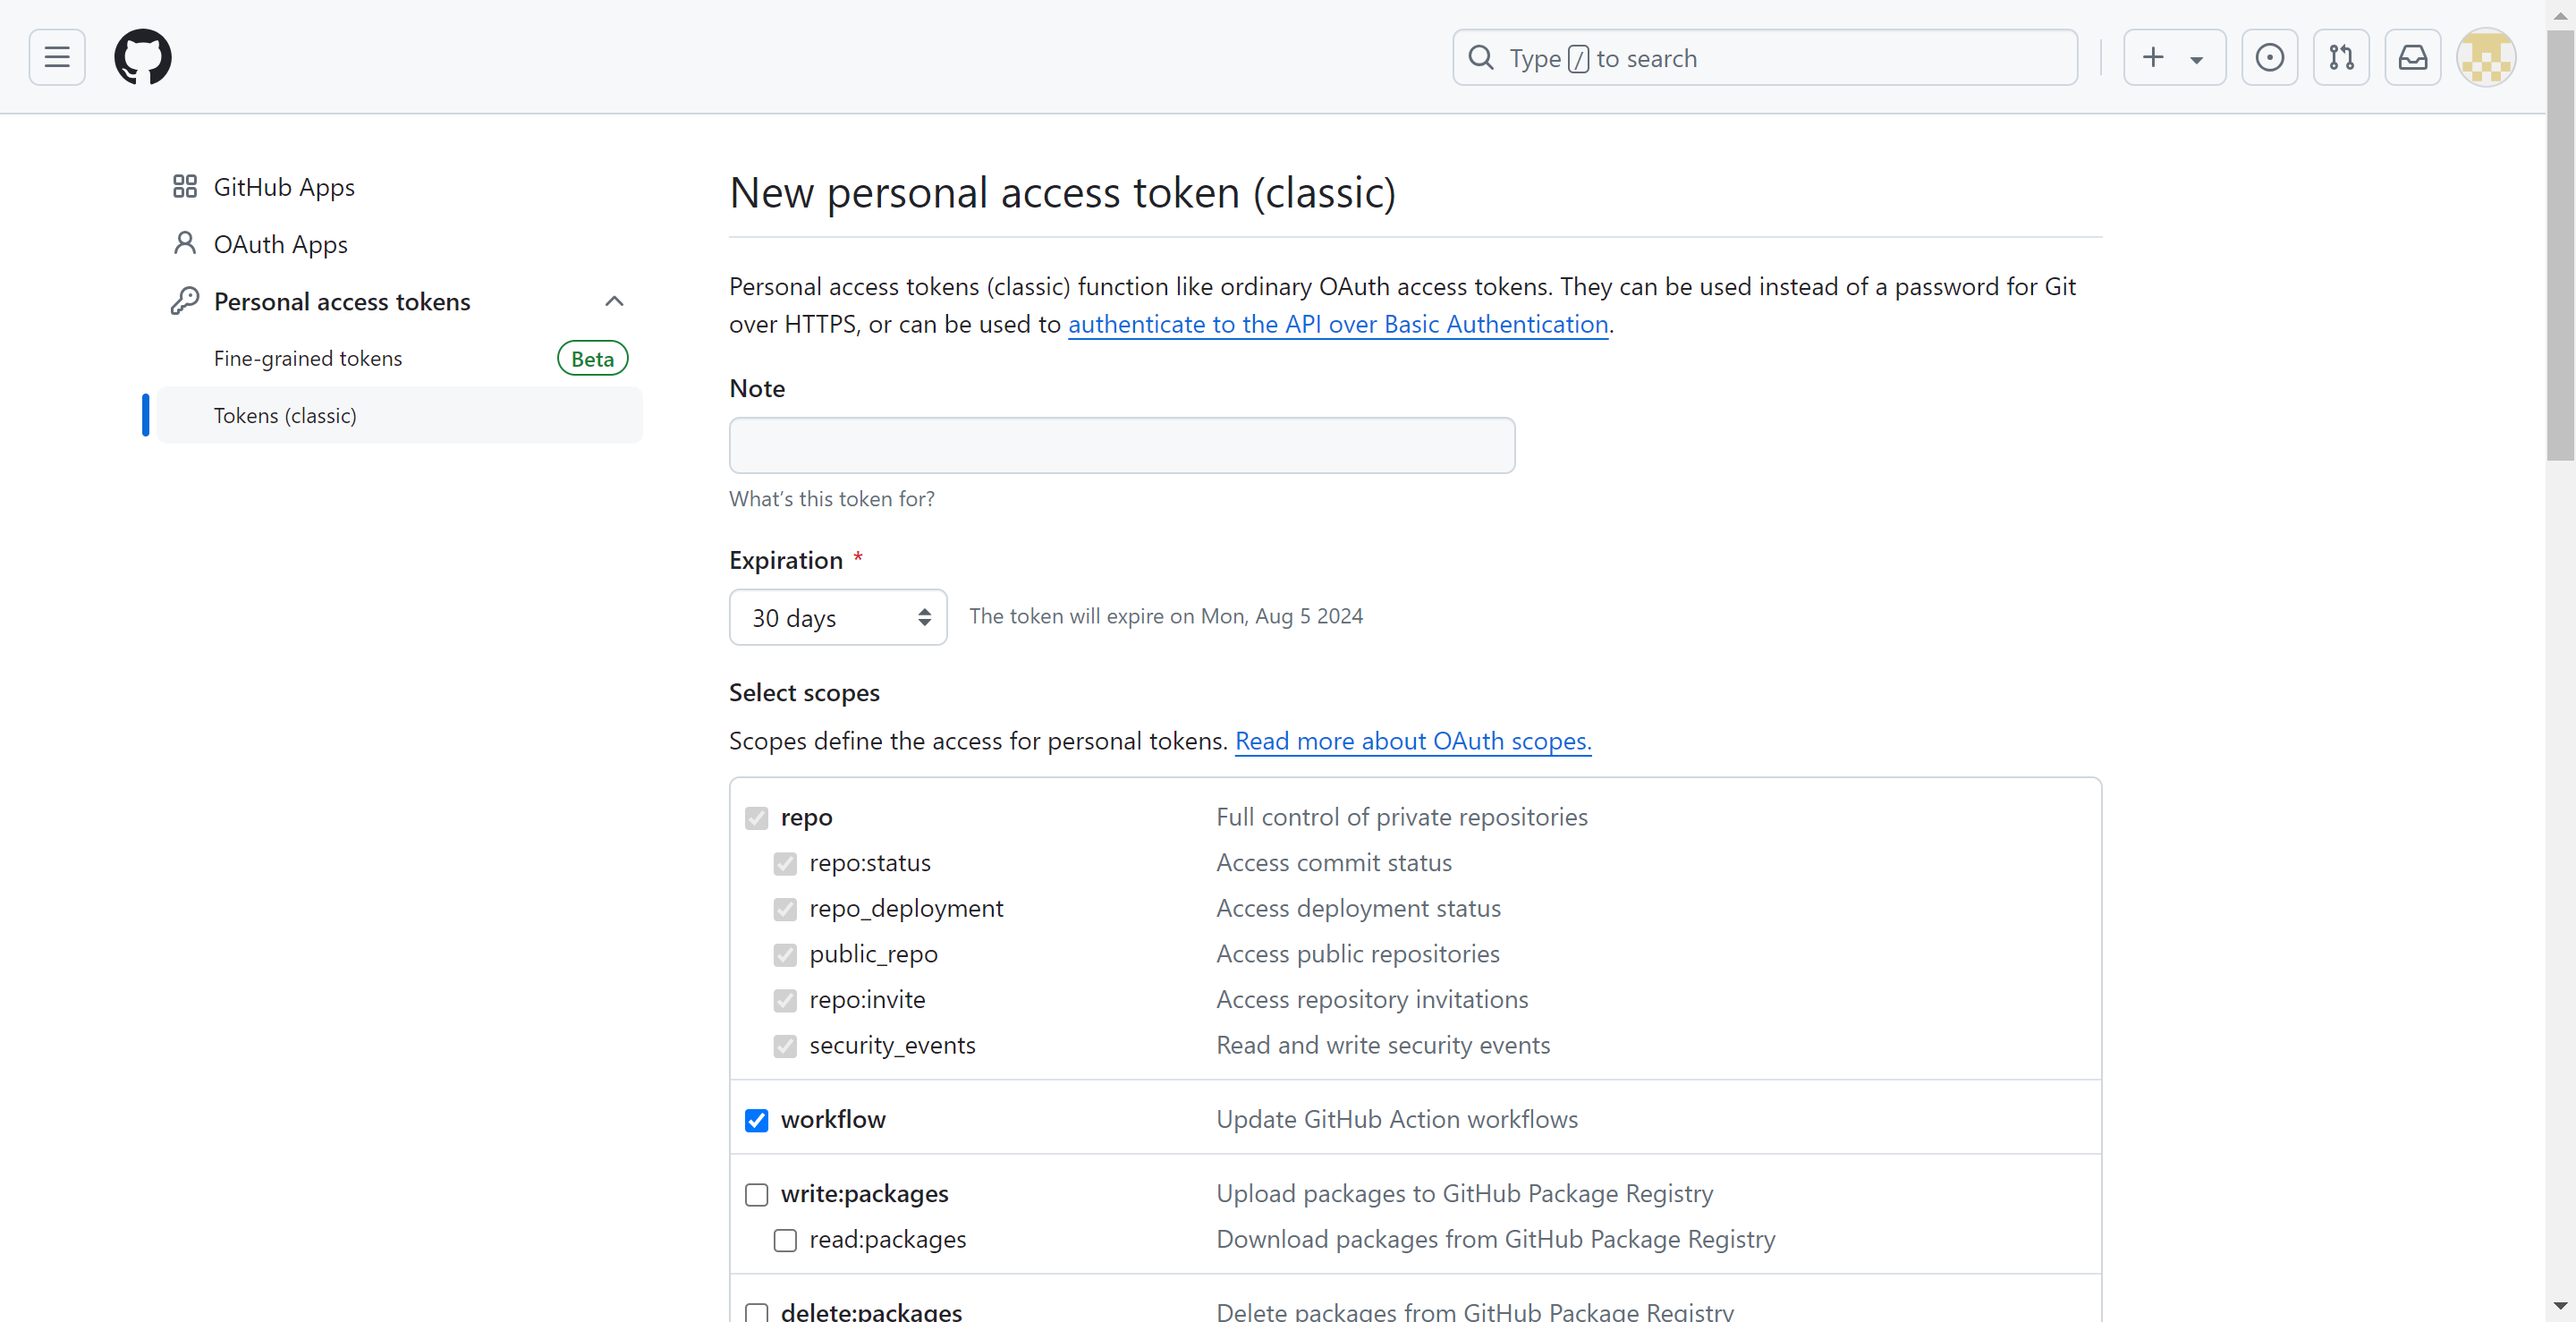 Type / to search
GitHub Apps
OAuth Apps
Personal access tokens
Fine-grained tokens Beta
Tokens (classic)
New personal access token (classic)
Personal access tokens (classic) function like ordinary OAuth access tokens. They can be used instead of a password for Git
over HTTPS, or can be used to authenticate to the API over Basic Authentication.
Note
What's this token for?
Expiration *
30 days The token will expire on Mon, Aug 5 2024
Select scopes
Scopes define the access for personal tokens. Read more about OAuth scopes.
repo Full control of private repositories
repo:status Access commit status
repo_deployment Access deployment status
public_repo Access public repositories
repo:invite Access repository invitations
security_events Read and write security events
workflow Update GitHub Action workflows
write:packages Upload packages to GitHub Package Registry
read:packages Download packages from GitHub Package Registry
delete:packages Delete packages from GitHub Package Registry